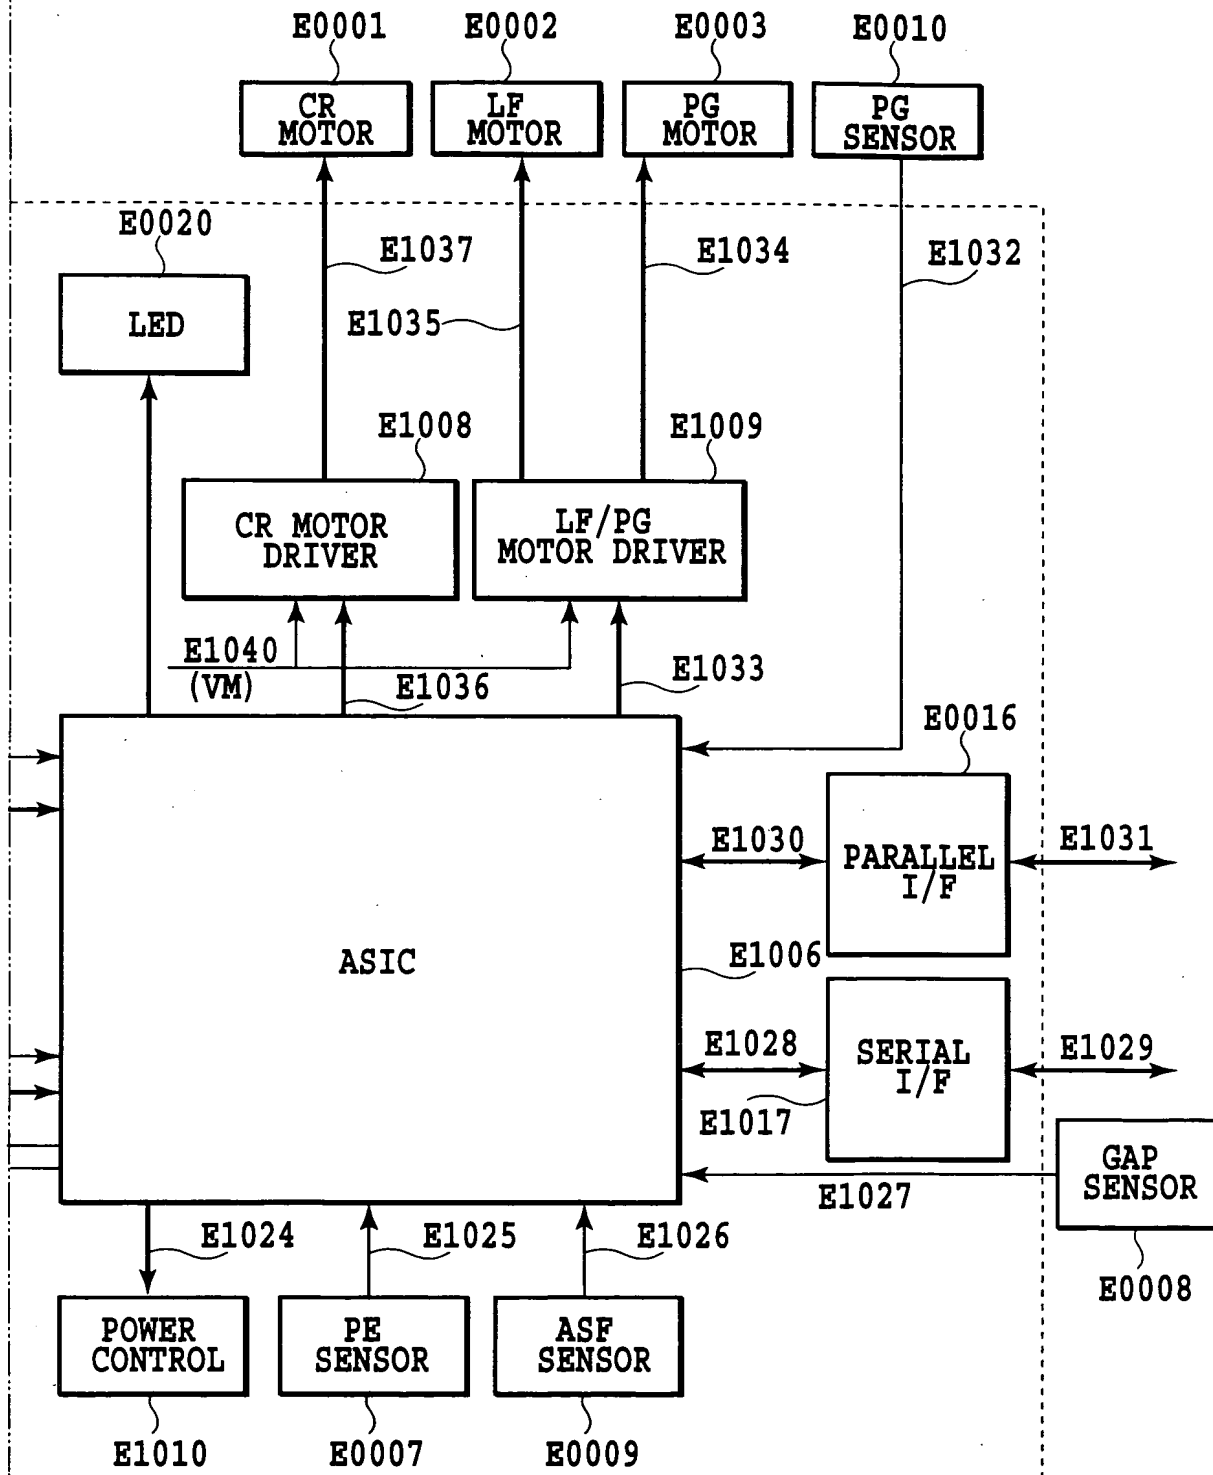 E0001 E0002 E0003 E0010
CR
MOTOR
LF
MOTOR
PG
MOTOR
PG
SENSOR
E0020
E1037
E1034
E1032
LED
E1035
E1008
E1009
CR MOTOR
DRIVER
LF/PG
MOTOR DRIVER
E1040
(VM)
E1036
E1033
E0016
E1030
PARALLEL
I/F
E1031
ASIC
E1006
E1028
SERIAL
I/F
E1029
E1017
GAP
SENSOR
E1027
E1024
E1025
E1026
E0008
POWER
CONTROL
PE
SENSOR
ASF
SENSOR
E1010
E0007
E0009